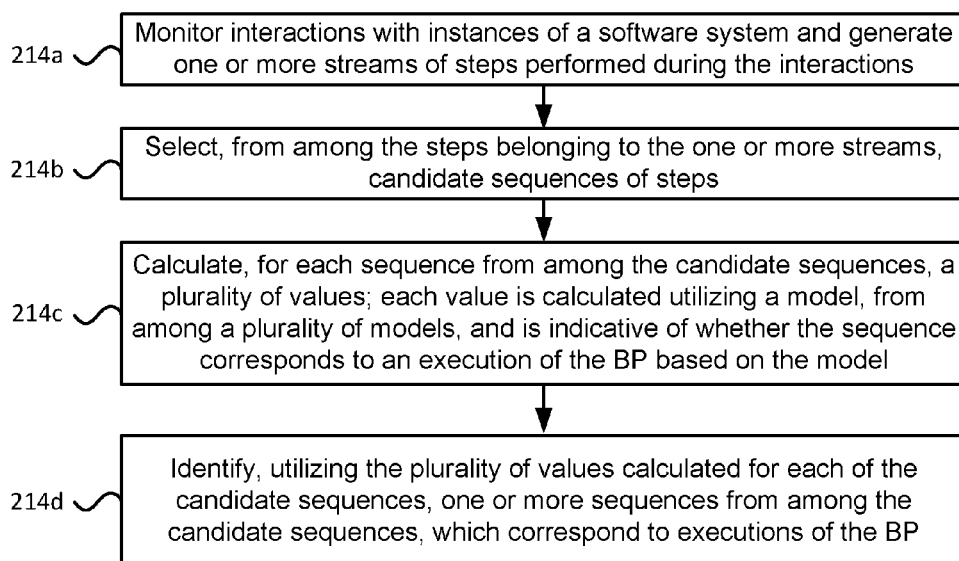 214a
Monitor interactions with instances of a software system and generate
one or more streams of steps performed during the interactions
214b
Select, from among the steps belonging to the one or more streams,
candidate sequences of steps
214c
Calculate, for each sequence from among the candidate sequences, a
plurality of values; each value is calculated utilizing a model, from
among a plurality of models, and is indicative of whether the sequence
corresponds to an execution of the BP based on the model
214d
Identify, utilizing the plurality of values calculated for each of the
candidate sequences, one or more sequences from among the
candidate sequences, which correspond to executions of the BP